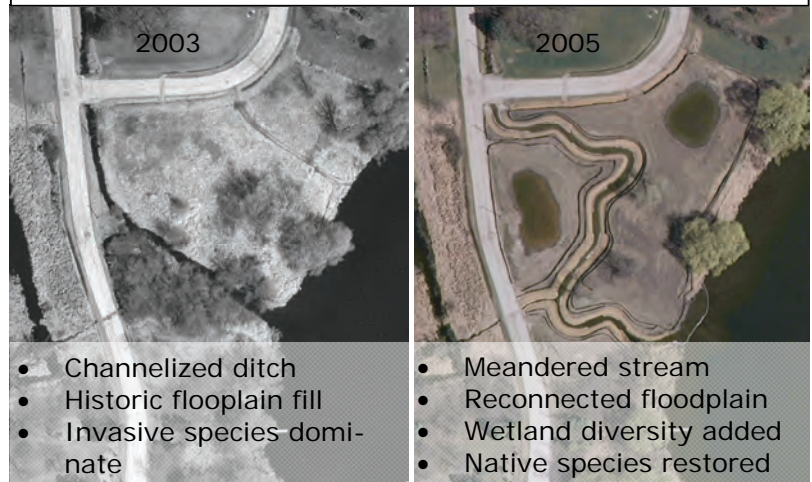 2003
• Channelized ditch
• Historic flooplain fill
• Invasive species domi-
nate
2005
• Meandered stream
• Reconnected floodplain
• Wetland diversity added
• Native species restored